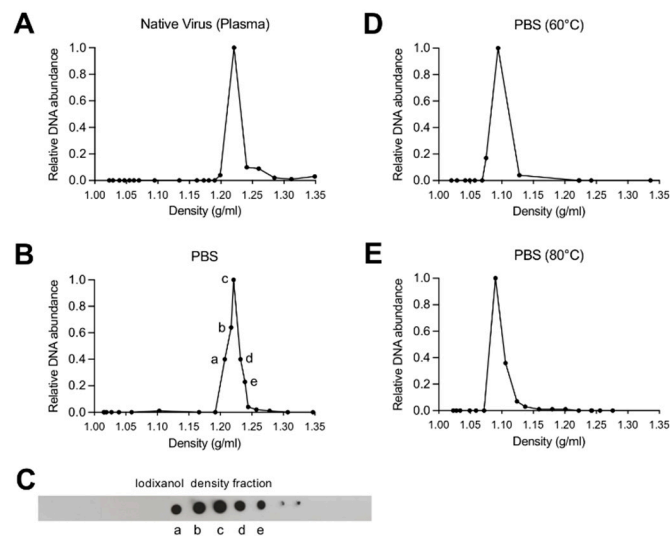 A
Native Virus (Plasma)
Relative DNA abundance
1.0
0.8
0.6
0.4
0.2
0
1.00 1.05 1.10 1.15 1.20 1.25 1.30 1.35
Density (g/ml)
D
PBS (60°C)
Relative DNA abundance
1.0
0.8
0.6
0.4
0.2
0.0
1.00 1.05 1.10 1.15 1.20 1.25 1.30 1.35
Density (g/ml)
B
PBS
Relative DNA abundance
1.0
0.8
0.6
0.4
0.2
0.0
c
b
a
d
e
1.00 1.05 1.10 1.15 1.20 1.25 1.30 1.35
Density (g/ml)
E
PBS (80°C)
Relative DNA abundance
1.0
0.8
0.6
0.4
0.2
0.0
1.00 1.05 1.10 1.15 1.20 1.25 1.30 1.35
Density (g/ml)
C
Iodixanol density fraction
a b c d e